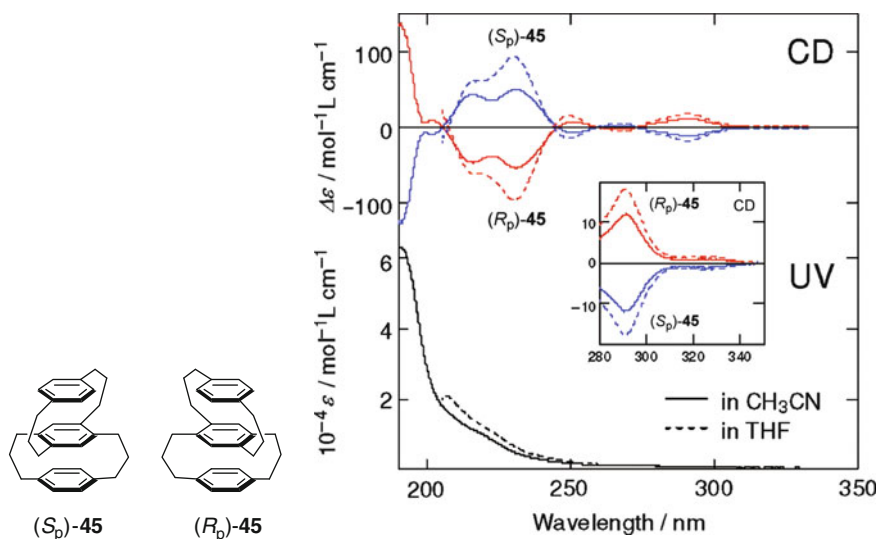 (Sp)-45
CD
100
0
−100
Δε / mol−1L cm−1
(Rp)-45
CD
(Rp)-45
10
0
−10
(Sp)-45
280 300 320 340
UV
6
4
2
10−4 ε / mol−1L cm−1
in CH3CN
in THF
200 250 300 350
Wavelength / nm
(Sp)-45 (Rp)-45